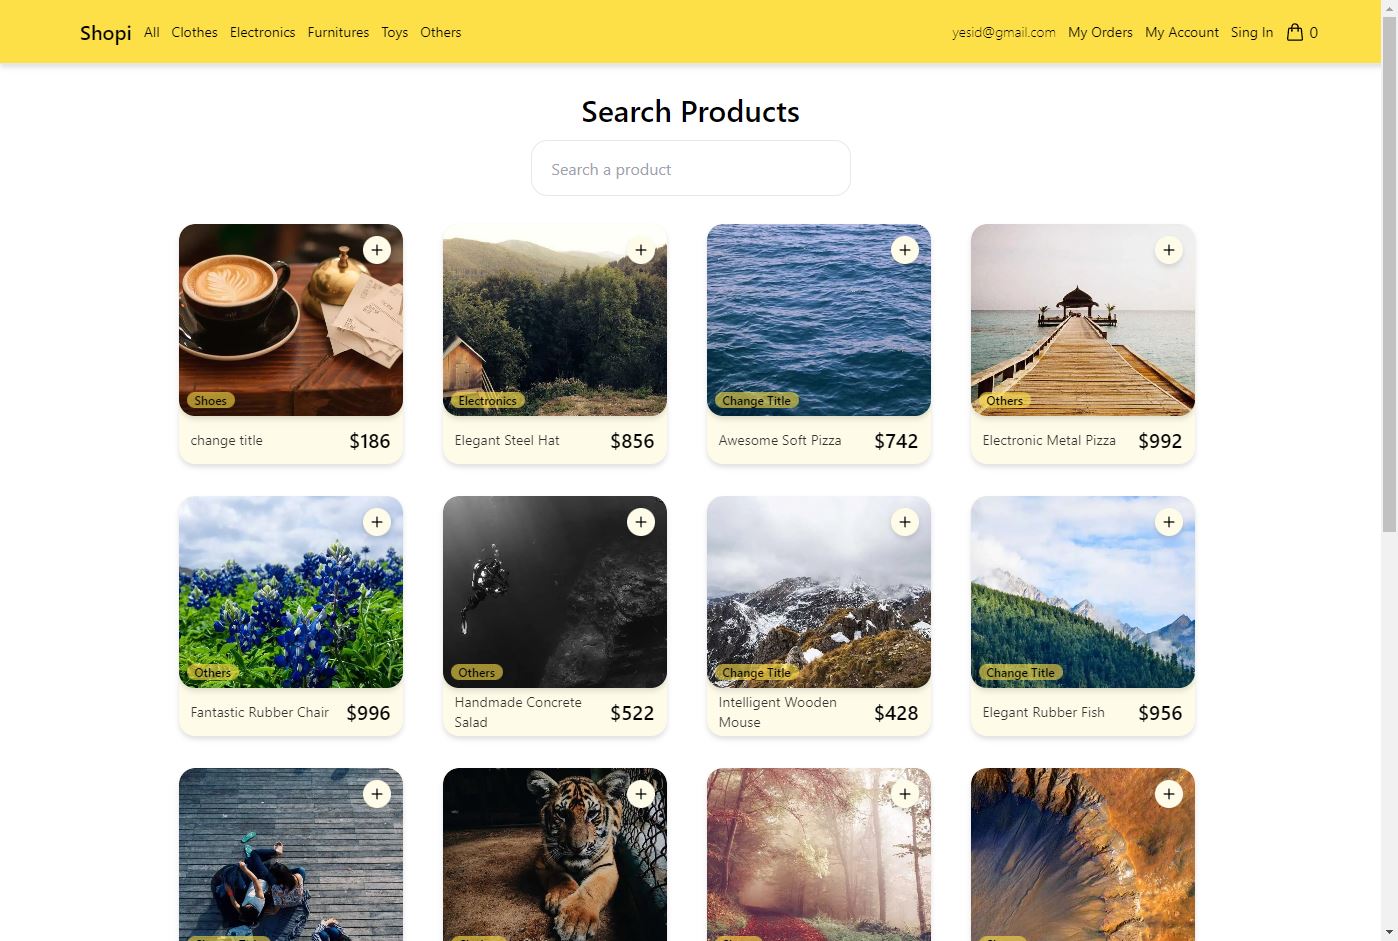 Shopi All Clothes Electronics Furnitures Toys Others yesid@gmail.com My Orders My Account Sing In 0
Search Products
Search a product
Shoes
change title $186
Electronics
Elegant Steel Hat $856
Change Title
Awesome Soft Pizza $742
Others
Electronic Metal Pizza $992
Others
Fantastic Rubber Chair $996
Others
Handmade Concrete
Salad
$522
Change Title
Intelligent Wooden
Mouse
$428
Change Title
Elegant Rubber Fish $956